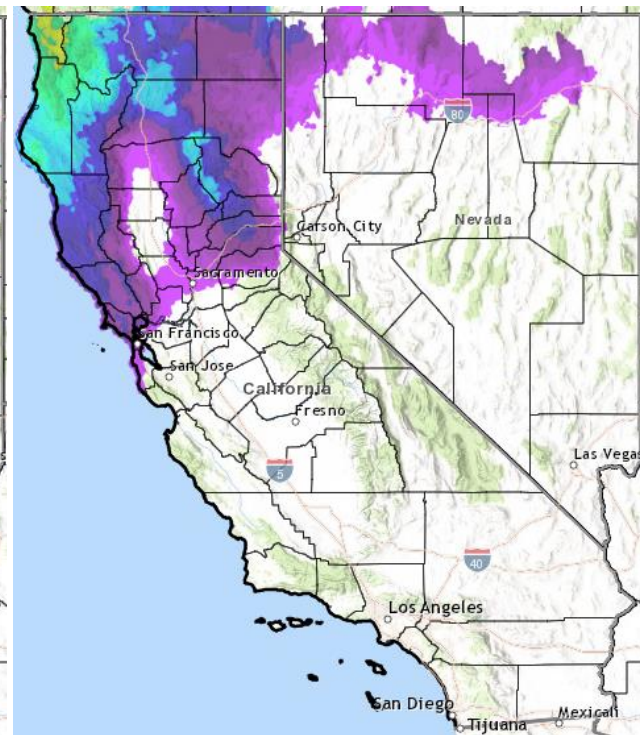 80
Carson City
Nevada
Sacramento
San Francisco
San Jose
California
Fresno
5
Las Vegas
40
Los Angeles
San Diego
Tijuana
Mexicali